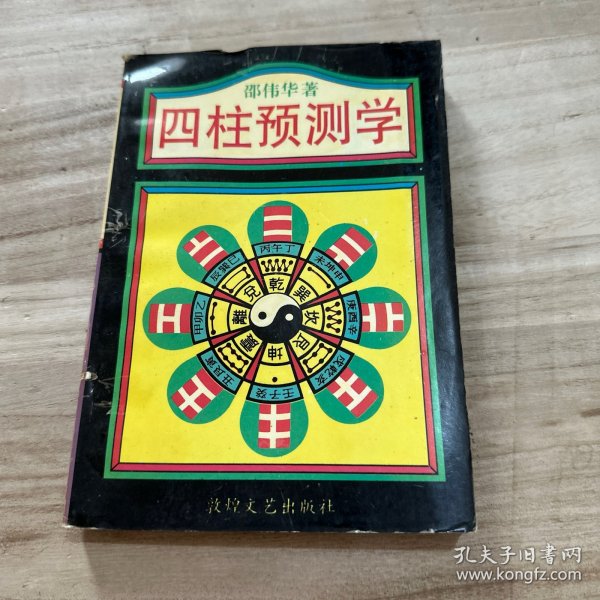 邵伟华著
四柱预测学
丙午丁
未坤申
庚酉辛
戌乾亥
壬子癸
丑艮寅
甲卯乙
辰巽巳
乾
巽
坎
艮
坤
震
離
兌
敦煌文艺出版社
孔夫子旧书网
www.kongfz.com